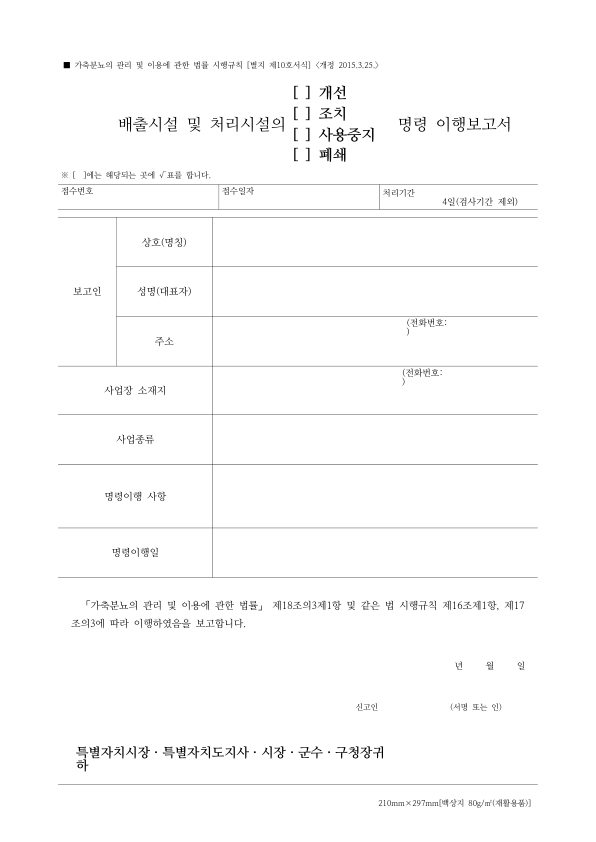 ■ 가축분뇨의 관리 및 이용에 관한 법률 시행규칙 [별지 제10호서식] 〈개정 2015.3.25.〉
[ ] 개선
[ ] 조치
배출시설 및 처리시설의 명령 이행보고서
[ ] 사용중지
[ ] 폐쇄
※ [ ]에는 해당되는 곳에 √표를 합니다.
접수번호 접수일자 처리기간
4일(검사기간 제외)
상호(명칭)
보고인 성명(대표자)
주소 (전화번호:
)
사업장 소재지 (전화번호:
)
사업종류
명령이행 사항
명령이행일
「가축분뇨의 관리 및 이용에 관한 법률」 제18조의3제1항 및 같은 법 시행규칙 제16조제1항, 제17
조의3에 따라 이행하였음을 보고합니다.
년 월 일
신고인 (서명 또는 인)
특별자치시장ㆍ특별자치도지사ㆍ시장ㆍ군수ㆍ구청장귀
하
210mm×297mm[백상지 80g/㎡(재활용품)]